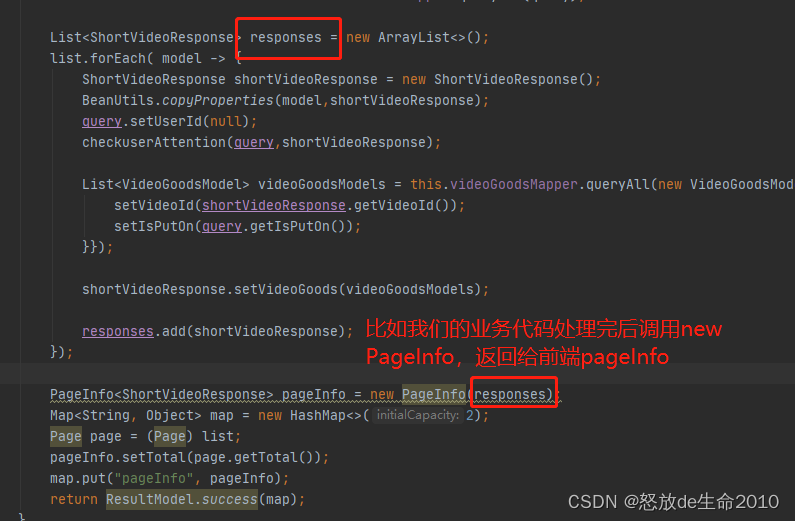 List<ShortVideoResponse> responses = new ArrayList<>();
list.forEach( model -> {
ShortVideoResponse shortVideoResponse = new ShortVideoResponse();
BeanUtils.copyProperties(model,shortVideoResponse);
query.setUserId(null);
checkuserAttention(query,shortVideoResponse);
List<VideoGoodsModel> videoGoodsModels = this.videoGoodsMapper.queryAll(new VideoGoodsMod
setVideoId(shortVideoResponse.getVideoId());
setIsPutOn(query.getIsPutOn());
}});
shortVideoResponse.setVideoGoods(videoGoodsModels);
responses.add(shortVideoResponse);
比如我们的业务代码处理完后调用new
PageInfo，返回给前端pageInfo
});
PageInfo<ShortVideoResponse> pageInfo = new PageInfo(responses);
Map<String, Object> map = new HashMap<>( initialCapacity: 2);
Page page = (Page) list;
pageInfo.setTotal(page.getTotal());
map.put("pageInfo", pageInfo);
return ResultModel.success(map);
}
CSDN @怒放de生命2010